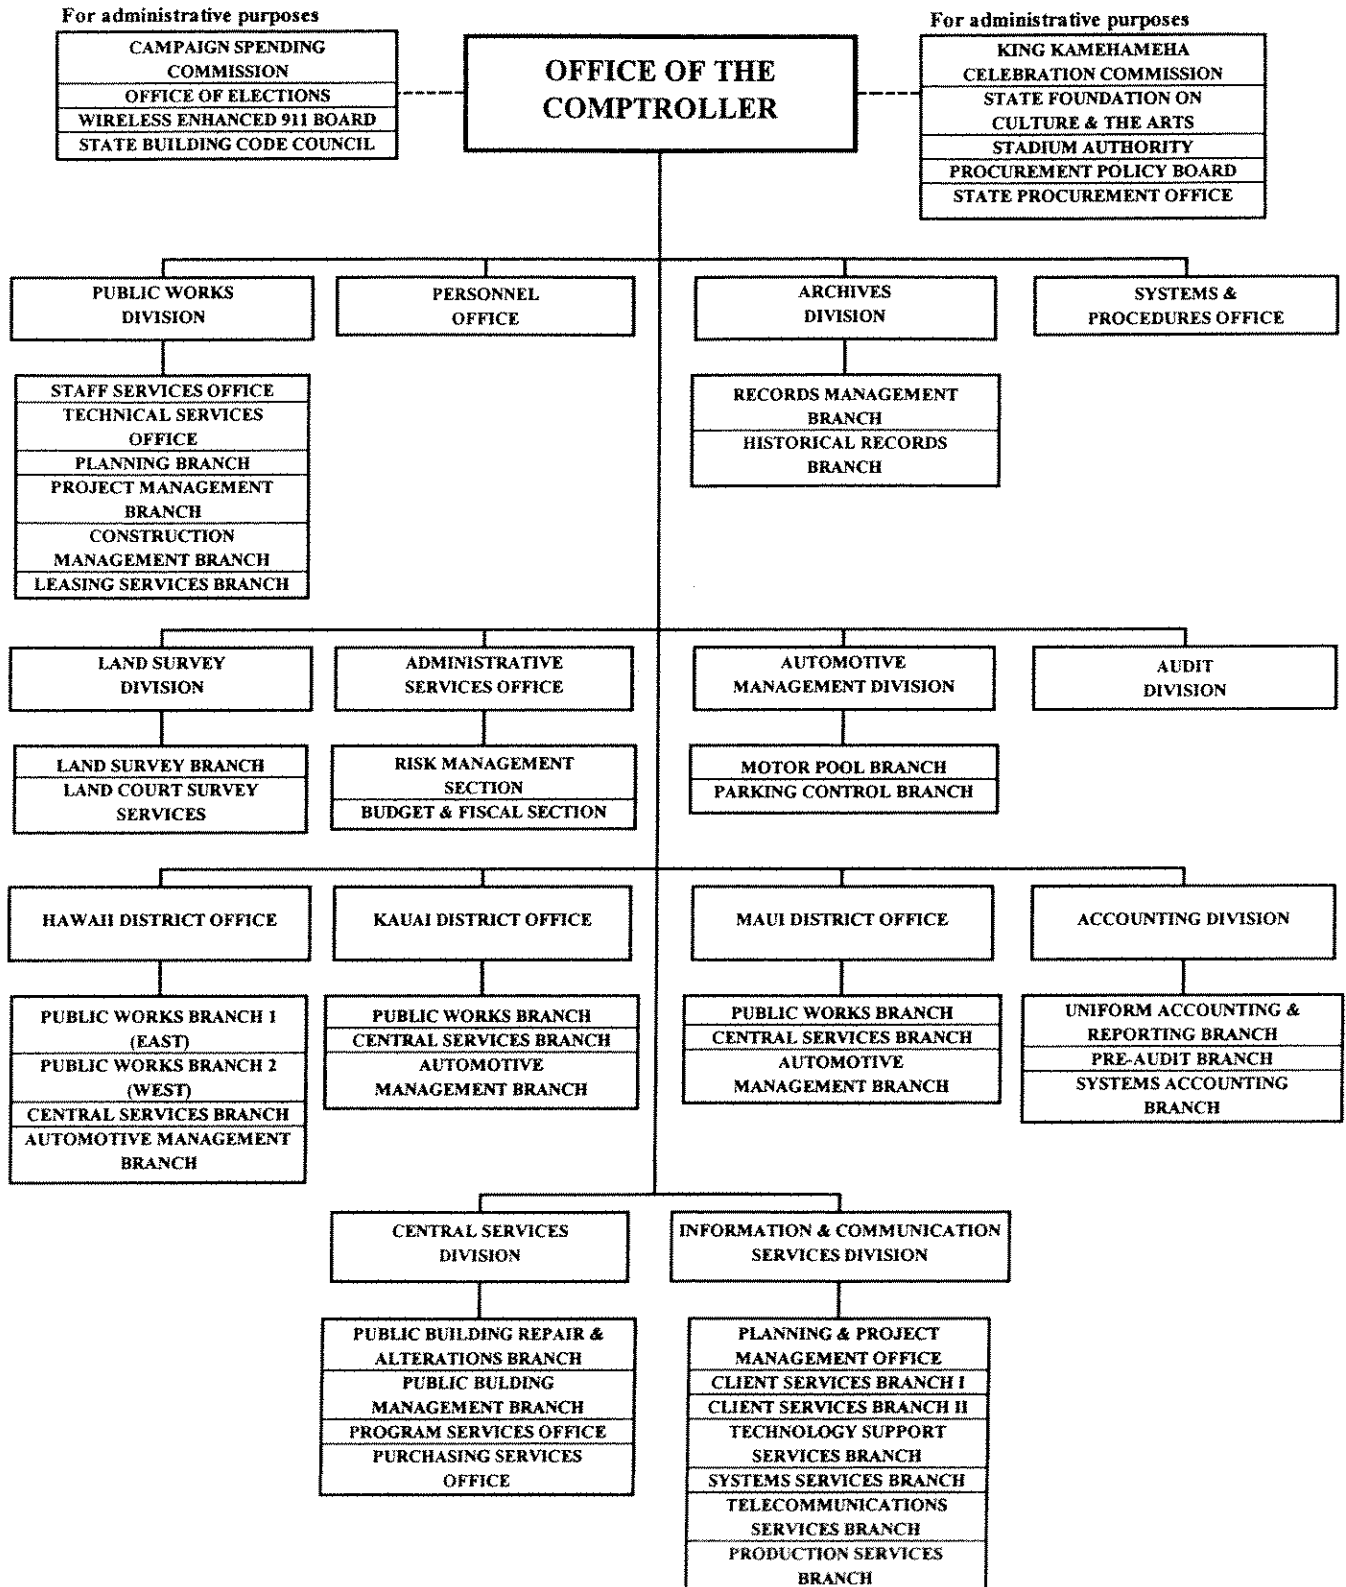 For administrative purposes
CAMPAIGN SPENDING
COMMISSION
OFFICE OF ELECTIONS
WIRELESS ENHANCED 911 BOARD
STATE BUILDING CODE COUNCIL
OFFICE OF THE
COMPTROLLER
For administrative purposes
KING KAMEHAMEHA
CELEBRATION COMMISSION
STATE FOUNDATION ON
CULTURE & THE ARTS
STADIUM AUTHORITY
PROCUREMENT POLICY BOARD
STATE PROCUREMENT OFFICE
PUBLIC WORKS
DIVISION
PERSONNEL
OFFICE
ARCHIVES
DIVISION
SYSTEMS &
PROCEDURES OFFICE
STAFF SERVICES OFFICE
TECHNICAL SERVICES
OFFICE
PLANNING BRANCH
PROJECT MANAGEMENT
BRANCH
CONSTRUCTION
MANAGEMENT BRANCH
LEASING SERVICES BRANCH
RECORDS MANAGEMENT
BRANCH
HISTORICAL RECORDS
BRANCH
LAND SURVEY
DIVISION
ADMINISTRATIVE
SERVICES OFFICE
AUTOMOTIVE
MANAGEMENT DIVISION
AUDIT
DIVISION
LAND SURVEY BRANCH
LAND COURT SURVEY
SERVICES
RISK MANAGEMENT
SECTION
BUDGET & FISCAL SECTION
MOTOR POOL BRANCH
PARKING CONTROL BRANCH
HAWAII DISTRICT OFFICE
KAUAI DISTRICT OFFICE
MAUI DISTRICT OFFICE
ACCOUNTING DIVISION
PUBLIC WORKS BRANCH 1
(EAST)
PUBLIC WORKS BRANCH 2
(WEST)
CENTRAL SERVICES BRANCH
AUTOMOTIVE MANAGEMENT
BRANCH
PUBLIC WORKS BRANCH
CENTRAL SERVICES BRANCH
AUTOMOTIVE
MANAGEMENT BRANCH
PUBLIC WORKS BRANCH
CENTRAL SERVICES BRANCH
AUTOMOTIVE
MANAGEMENT BRANCH
UNIFORM ACCOUNTING &
REPORTING BRANCH
PRE-AUDIT BRANCH
SYSTEMS ACCOUNTING
BRANCH
CENTRAL SERVICES
DIVISION
INFORMATION & COMMUNICATION
SERVICES DIVISION
PUBLIC BUILDING REPAIR &
ALTERATIONS BRANCH
PUBLIC BULDING
MANAGEMENT BRANCH
PROGRAM SERVICES OFFICE
PURCHASING SERVICES
OFFICE
PLANNING & PROJECT
MANAGEMENT OFFICE
CLIENT SERVICES BRANCH I
CLIENT SERVICES BRANCH II
TECHNOLOGY SUPPORT
SERVICES BRANCH
SYSTEMS SERVICES BRANCH
TELECOMMUNICATIONS
SERVICES BRANCH
PRODUCTION SERVICES
BRANCH